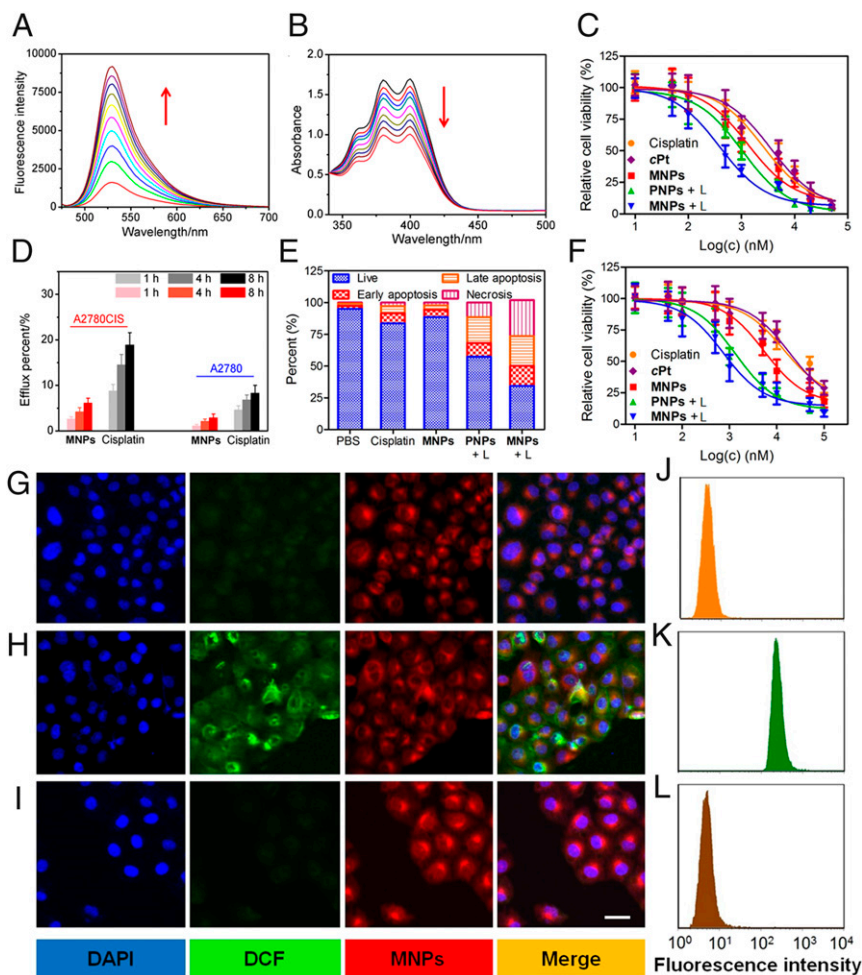 A
Fluorescence intensity
10000
7500
5000
2500
0
500 550 600 650 700
Wavelength/nm
B
Absorbance
2.0
1.5
1.0
0.5
0.0
350 400 450 500
Wavelength/nm
C
Relative cell viability (%)
125
100
75
50
25
0
Cisplatin
cPt
MNPs
PNPs + L
MNPs + L
1 2 3 4 5
Log(c) (nM)
D
Efflux percent/%
40
30
20
10
0
1 h 4 h 8 h
1 h 4 h 8 h
A2780CIS
A2780
MNPs Cisplatin MNPs Cisplatin
E
Percent (%)
125
100
75
50
25
0
Live Late apoptosis
Early apoptosis Necrosis
PBS Cisplatin MNPs PNPs MNPs
+ L + L
F
Relative cell viability (%)
125
100
75
50
25
0
Cisplatin
cPt
MNPs
PNPs + L
MNPs + L
1 2 3 4 5
Log(c) (nM)
G
J
H
K
I
L
10⁰ 10¹ 10² 10³ 10⁴
DAPI DCF MNPs Merge Fluorescence intensity